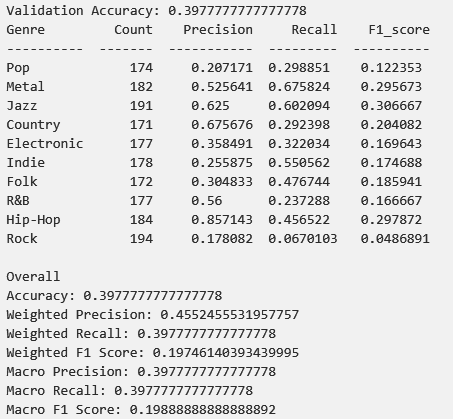 Validation Accuracy: 0.3977777777777778
Genre Count Precision Recall F1_score
---------- ------- ----------- --------- ----------
Pop 174 0.207171 0.298851 0.122353
Metal 182 0.525641 0.675824 0.295673
Jazz 191 0.625 0.602094 0.306667
Country 171 0.675676 0.292398 0.204082
Electronic 177 0.358491 0.322034 0.169643
Indie 178 0.255875 0.550562 0.174688
Folk 172 0.304833 0.476744 0.185941
R&B 177 0.56 0.237288 0.166667
Hip-Hop 184 0.857143 0.456522 0.297872
Rock 194 0.178082 0.0670103 0.0486891
Overall
Accuracy: 0.3977777777777778
Weighted Precision: 0.4552455531957757
Weighted Recall: 0.3977777777777778
Weighted F1 Score: 0.19746140393439995
Macro Precision: 0.3977777777777778
Macro Recall: 0.3977777777777778
Macro F1 Score: 0.19888888888888892